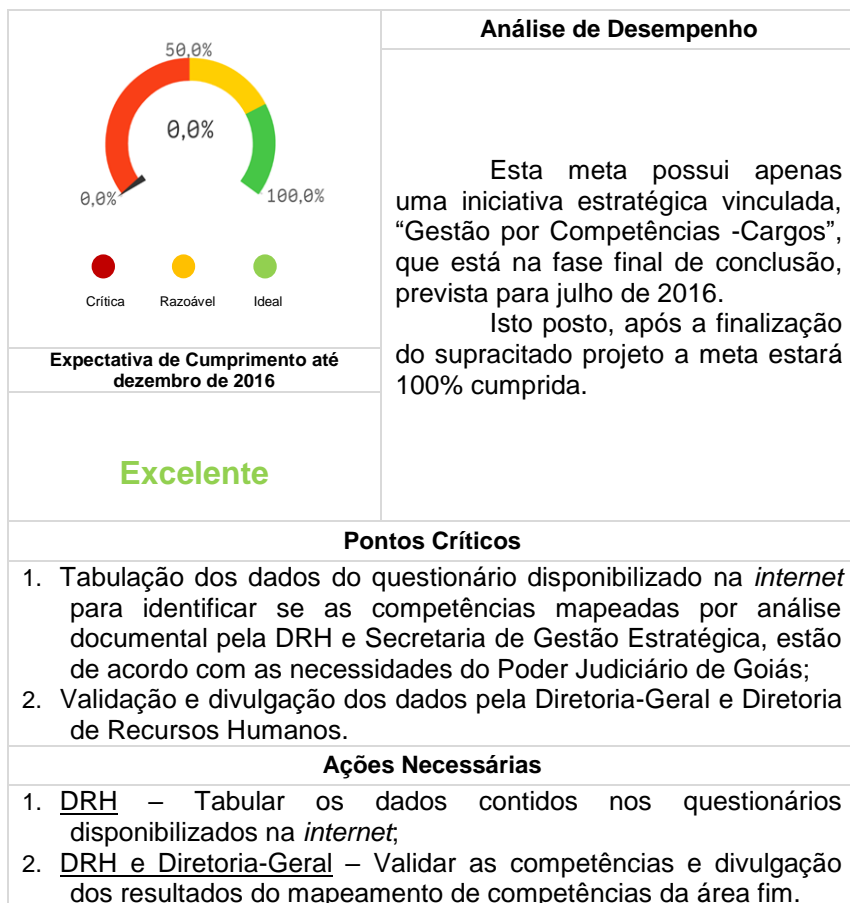 50,0%
0,0%
0,0%
100,0%
Crítica Razoável Ideal
Expectativa de Cumprimento até
dezembro de 2016
Excelente
Análise de Desempenho
Esta meta possui apenas
uma iniciativa estratégica vinculada,
“Gestão por Competências -Cargos”,
que está na fase final de conclusão,
prevista para julho de 2016.
Isto posto, após a finalização
do supracitado projeto a meta estará
100% cumprida.
Pontos Críticos
1. Tabulação dos dados do questionário disponibilizado na internet
para identificar se as competências mapeadas por análise
documental pela DRH e Secretaria de Gestão Estratégica, estão
de acordo com as necessidades do Poder Judiciário de Goiás;
2. Validação e divulgação dos dados pela Diretoria-Geral e Diretoria
de Recursos Humanos.
Ações Necessárias
1. DRH – Tabular os dados contidos nos questionários
disponibilizados na internet;
2. DRH e Diretoria-Geral – Validar as competências e divulgação
dos resultados do mapeamento de competências da área fim.